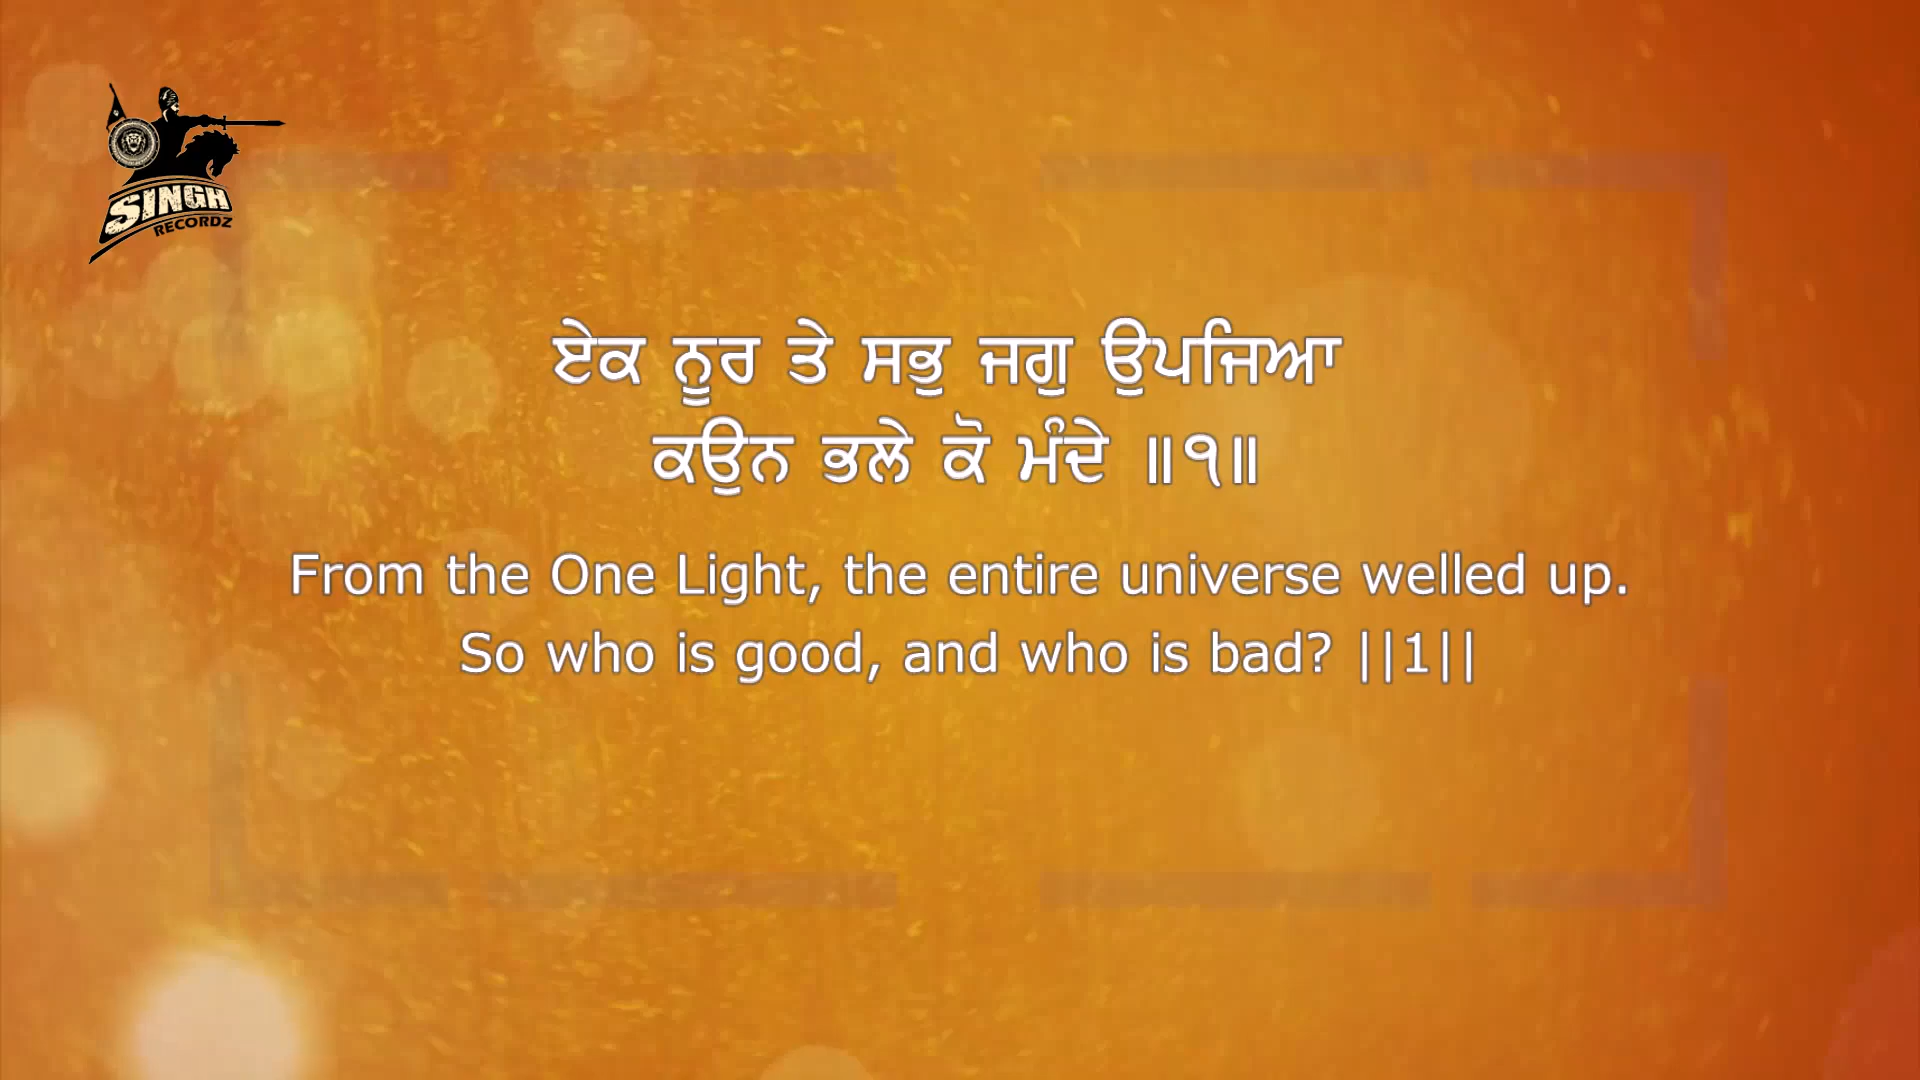 SINGH
RECORDZ
ਏਕ ਨੂਰ ਤੇ ਸਭੁ ਜਗੁ ਉਪਜਿਆ
ਕਉਨ ਭਲੇ ਕੋ ਮੰਦੇ ॥੧॥
From the One Light, the entire universe welled up.
So who is good, and who is bad? ||1||